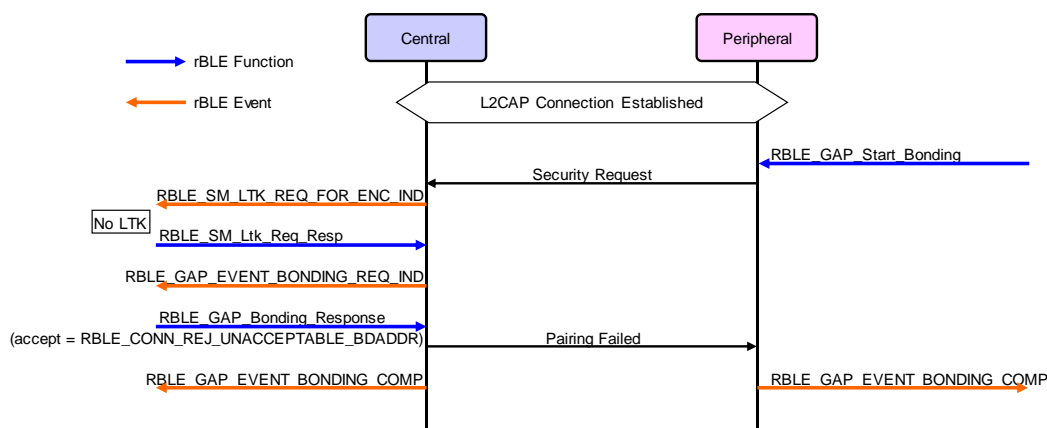 Central
Peripheral
rBLE Function
rBLE Event
L2CAP Connection Established
RBLE_GAP_Start_Bonding
Security Request
RBLE_SM_LTK_REQ_FOR_ENC_IND
No LTK
RBLE_SM_Ltk_Req_Resp
RBLE_GAP_EVENT_BONDING_REQ_IND
RBLE_GAP_Bonding_Response
(accept = RBLE_CONN_REJ_UNACCEPTABLE_BDADDR)
Pairing Failed
RBLE_GAP_EVENT_BONDING_COMP
RBLE_GAP_EVENT_BONDING_COMP